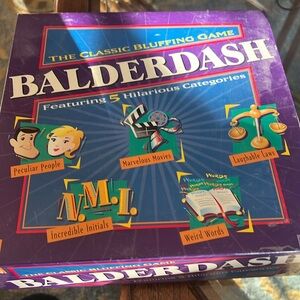 THE CLASSIC BLUFFING GAME
BALDERDASH
Featuring 5 Hilarious Categories
Peculiar People
Marvelous Movies
Laughable Laws
N.M.I.
Incredible Initials
Weird Words
THE CLASSIC BLUFFING GAME
BALDERDASH